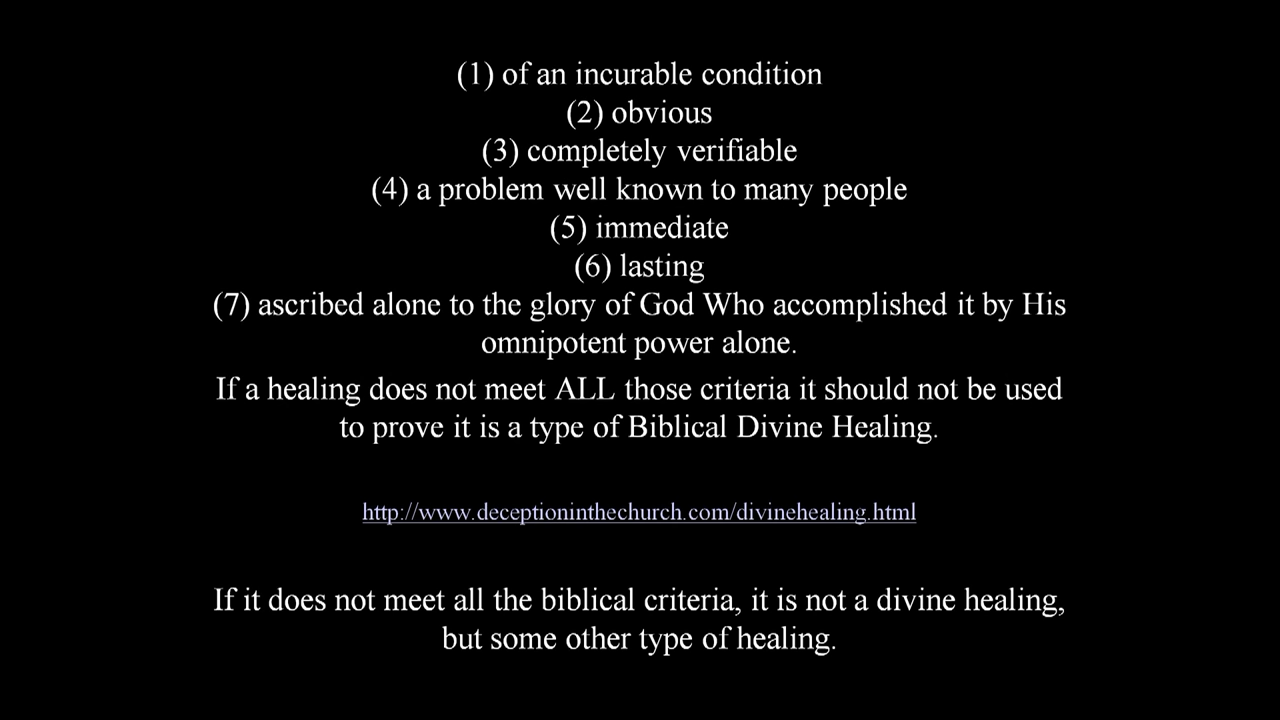 (1) of an incurable condition
(2) obvious
(3) completely verifiable
(4) a problem well known to many people
(5) immediate
(6) lasting
(7) ascribed alone to the glory of God Who accomplished it by His
omnipotent power alone.
If a healing does not meet ALL those criteria it should not be used
to prove it is a type of Biblical Divine Healing.
http://www.deceptioninthechurch.com/divinehealing.html
If it does not meet all the biblical criteria, it is not a divine healing,
but some other type of healing.